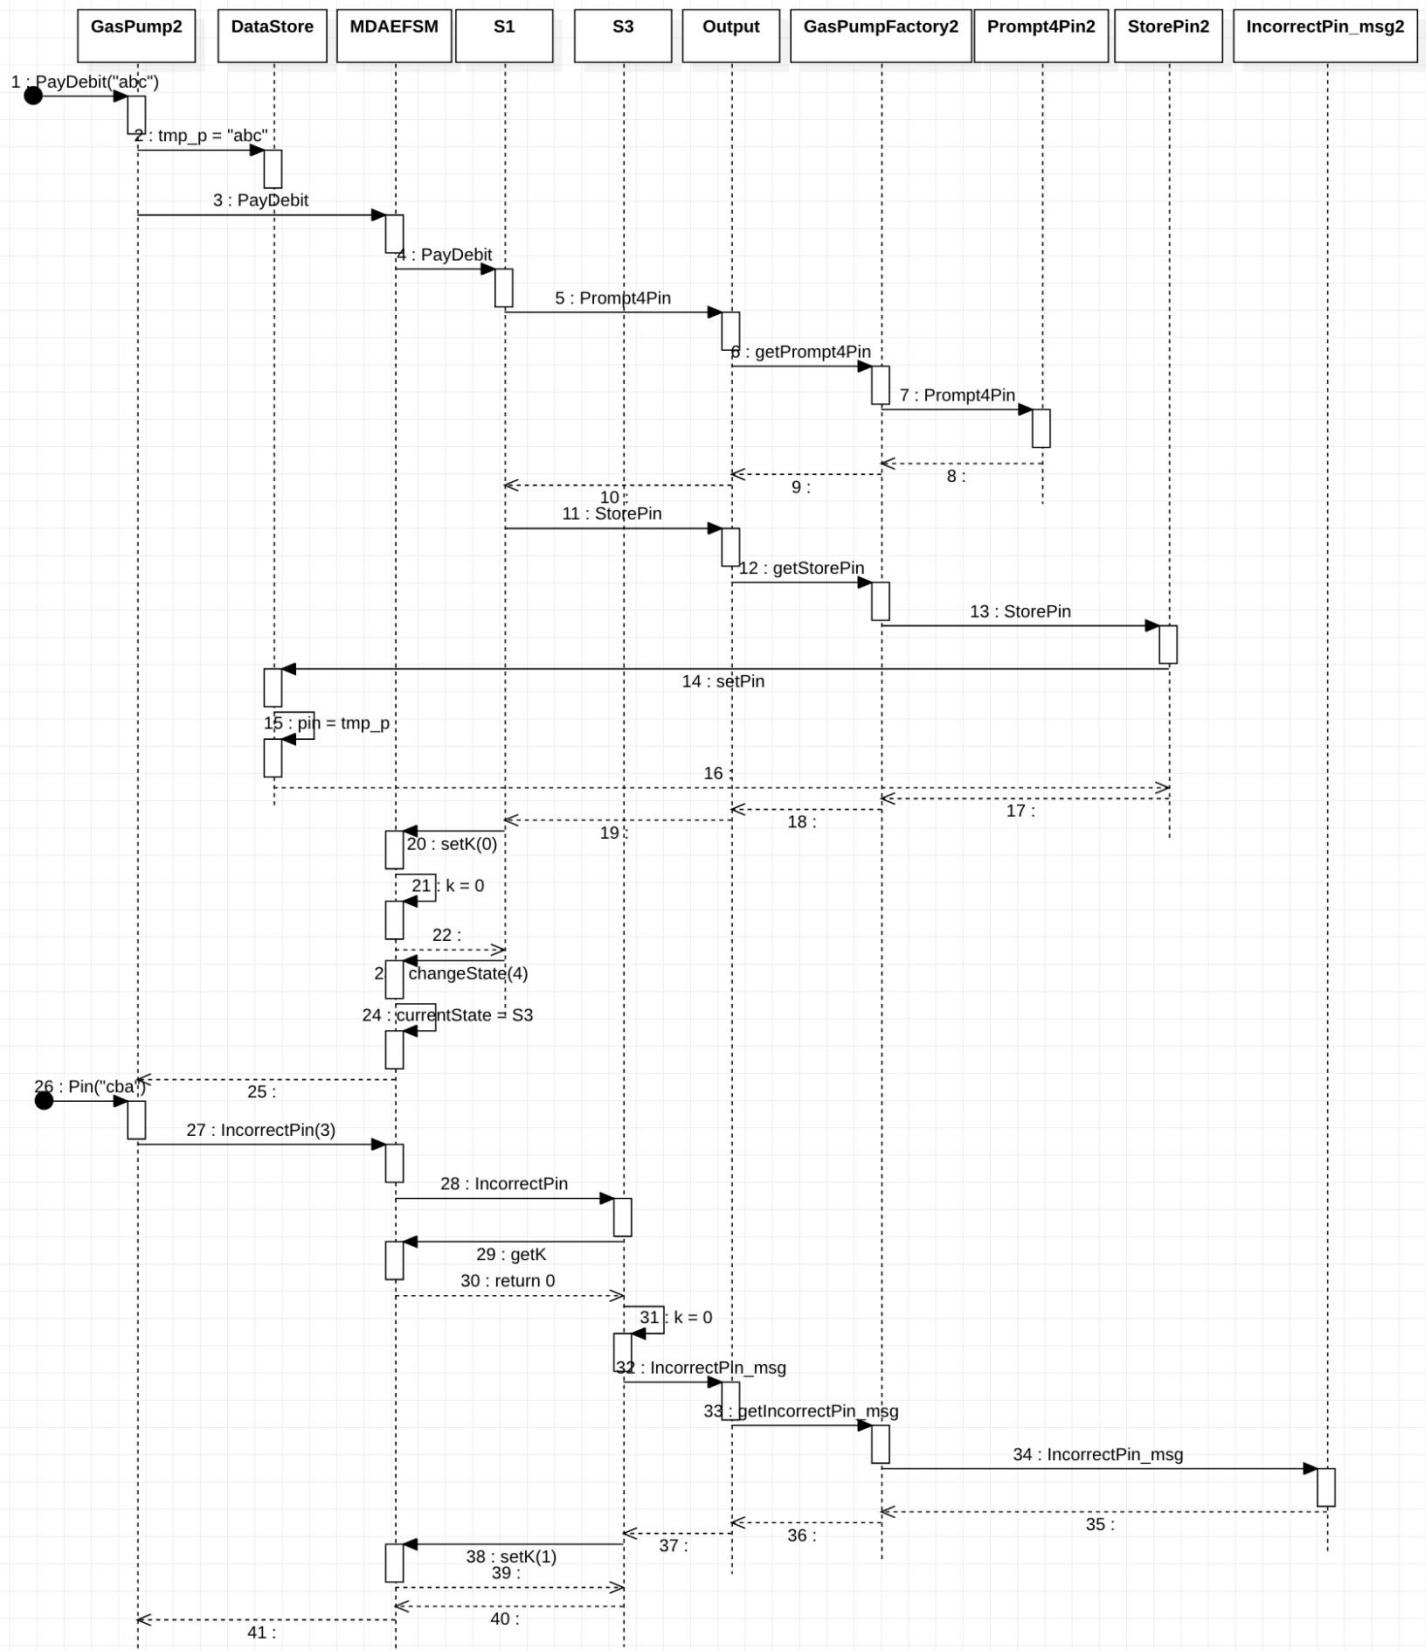 GasPump2
DataStore
MDAEFSM
S1
S3
Output
GasPumpFactory2
Prompt4Pin2
StorePin2
IncorrectPin_msg2
1 : PayDebit("abc")
2 : tmp_p = "abc"
3 : PayDebit
4 : PayDebit
5 : Prompt4Pin
6 : getPrompt4Pin
7 : Prompt4Pin
8 :
9 :
10 :
11 : StorePin
12 : getStorePin
13 : StorePin
14 : setPin
15 : pin = tmp_p
16 :
17 :
18 :
19 :
20 : setK(0)
21 : k = 0
22 :
2 changeState(4)
24 : currentState = S3
25 :
26 : Pin("cba")
27 : IncorrectPin(3)
28 : IncorrectPin
29 : getK
30 : return 0
31 : k = 0
32 : IncorrectPin_msg
33 : getIncorrectPin_msg
34 : IncorrectPin_msg
35 :
36 :
37 :
38 : setK(1)
39 :
40 :
41 :